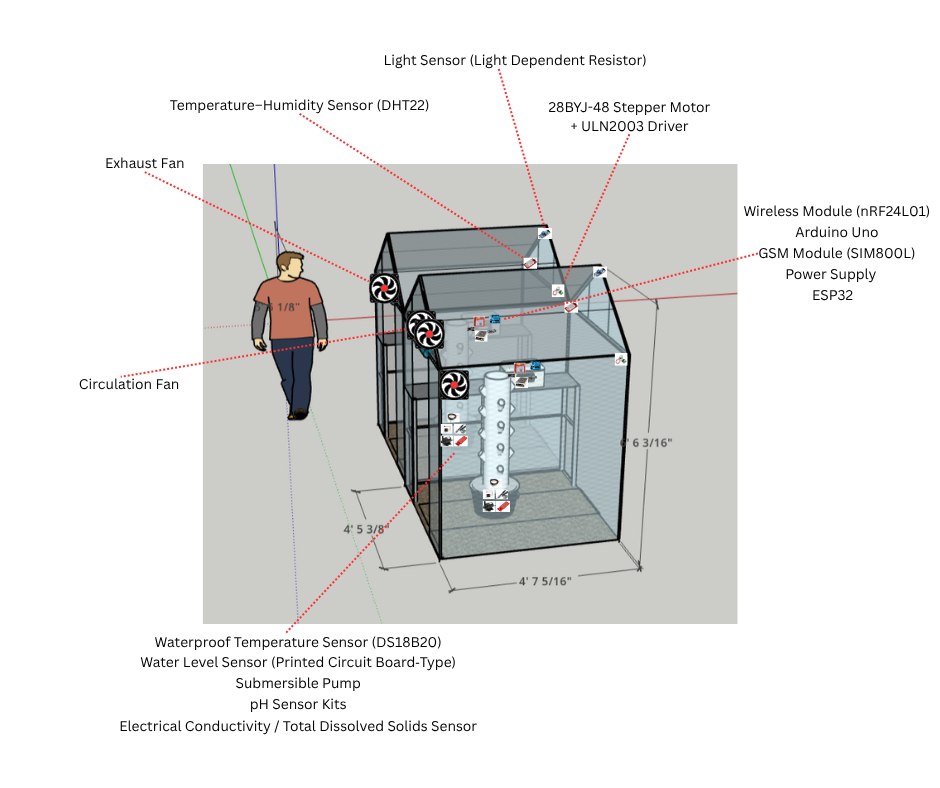 Light Sensor (Light Dependent Resistor)
Temperature–Humidity Sensor (DHT22)
28BYJ-48 Stepper Motor
+ ULN2003 Driver
Exhaust Fan
Wireless Module (nRF24L01)
Arduino Uno
GSM Module (SIM800L)
Power Supply
ESP32
1/8"
Circulation Fan
6 3/16"
4' 5 3/8"
4' 7 5/16"
Waterproof Temperature Sensor (DS18B20)
Water Level Sensor (Printed Circuit Board-Type)
Submersible Pump
pH Sensor Kits
Electrical Conductivity / Total Dissolved Solids Sensor